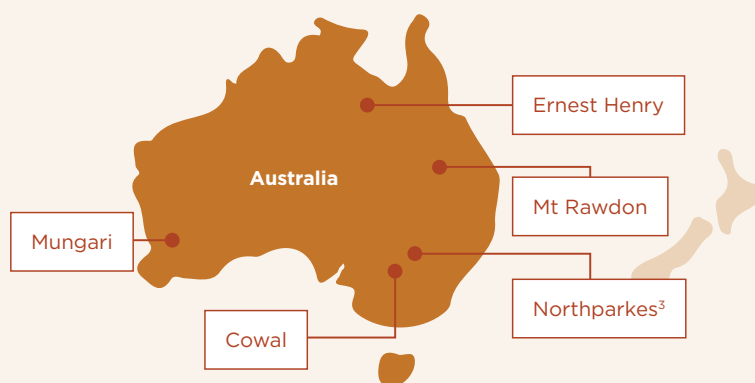 Ernest Henry
Australia
Mt Rawdon
Mungari
Northparkes³
Cowal